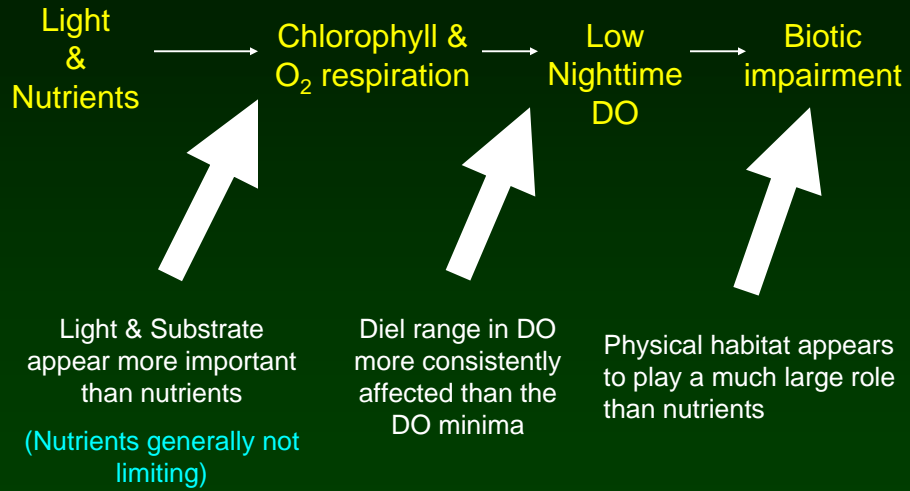 Light
&
Nutrients
Chlorophyll &
O₂ respiration
Low
Nighttime
DO
Biotic
impairment
Light & Substrate
appear more important
than nutrients
(Nutrients generally not
limiting)
Diel range in DO
more consistently
affected than the
DO minima
Physical habitat appears
to play a much large role
than nutrients